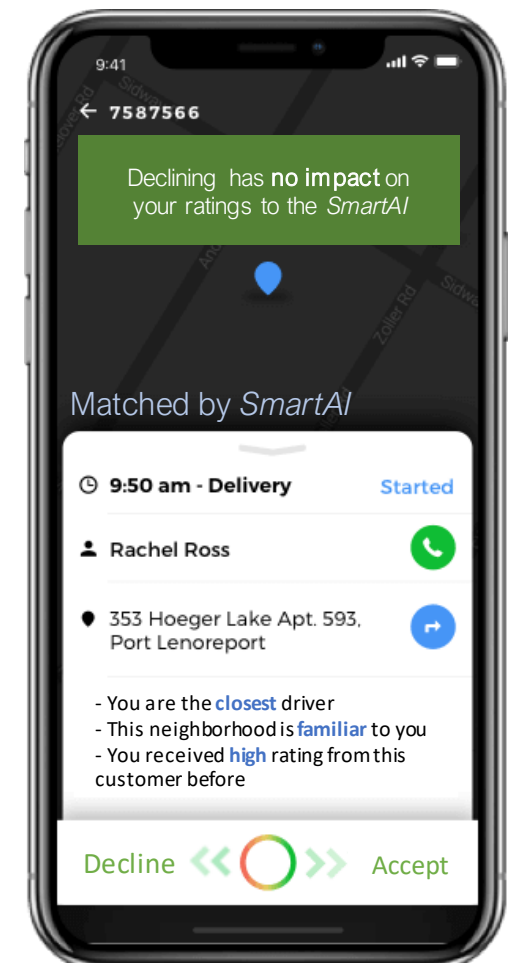 9:41
7587566
Declining has no impact on
your ratings to the SmartAI
Zoller Rd
Matched by SmartAI
9:50 am - Delivery
Started
Rachel Ross
353 Hoeger Lake Apt. 593,
Port Lenoreport
- You are the closest driver
- This neighborhood is familiar to you
- You received high rating from this
customer before
Decline
Accept